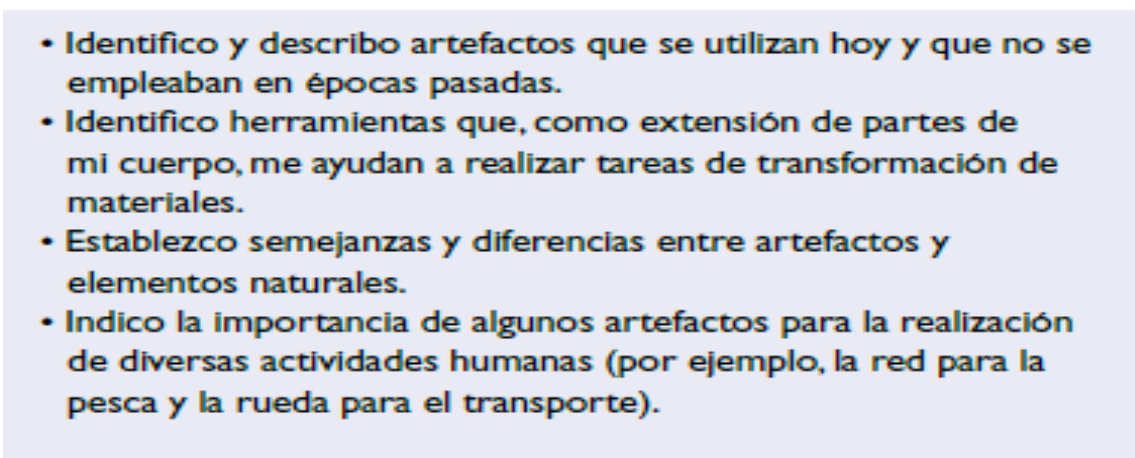 • Identifico y describo artefactos que se utilizan hoy y que no se
empleaban en épocas pasadas.
• Identifico herramientas que, como extensión de partes de
mi cuerpo, me ayudan a realizar tareas de transformación de
materiales.
• Establezco semejanzas y diferencias entre artefactos y
elementos naturales.
• Indico la importancia de algunos artefactos para la realización
de diversas actividades humanas (por ejemplo, la red para la
pesca y la rueda para el transporte).